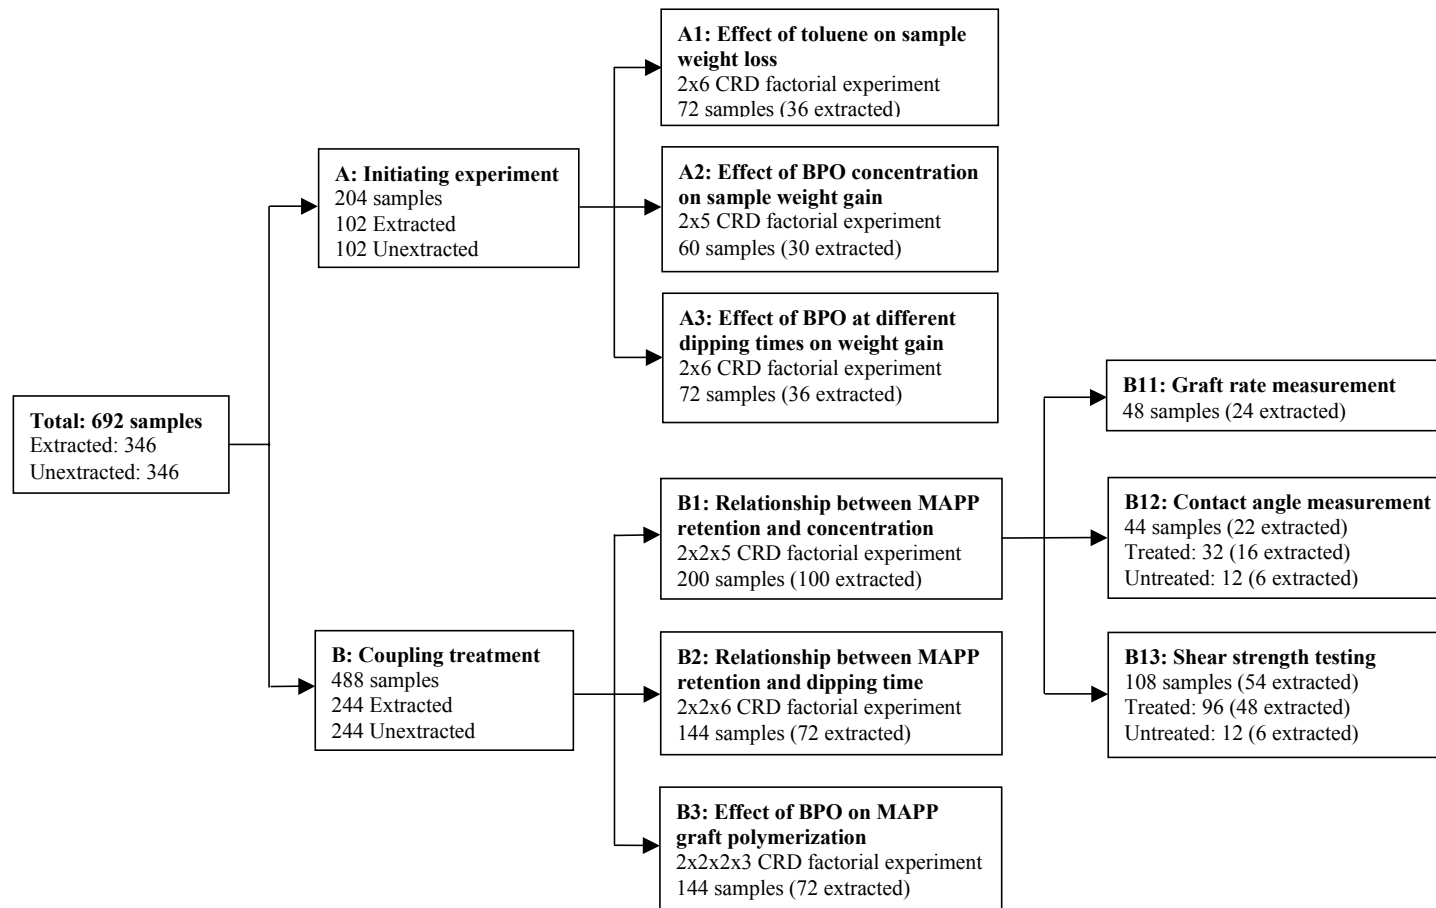 Total: 692 samples
Extracted: 346
Unextracted: 346
A: Initiating experiment
204 samples
102 Extracted
102 Unextracted
A1: Effect of toluene on sample
weight loss
2x6 CRD factorial experiment
72 samples (36 extracted)
A2: Effect of BPO concentration
on sample weight gain
2x5 CRD factorial experiment
60 samples (30 extracted)
A3: Effect of BPO at different
dipping times on weight gain
2x6 CRD factorial experiment
72 samples (36 extracted)
B: Coupling treatment
488 samples
244 Extracted
244 Unextracted
B1: Relationship between MAPP
retention and concentration
2x2x5 CRD factorial experiment
200 samples (100 extracted)
B2: Relationship between MAPP
retention and dipping time
2x2x6 CRD factorial experiment
144 samples (72 extracted)
B3: Effect of BPO on MAPP
graft polymerization
2x2x2x3 CRD factorial experiment
144 samples (72 extracted)
B11: Graft rate measurement
48 samples (24 extracted)
B12: Contact angle measurement
44 samples (22 extracted)
Treated: 32 (16 extracted)
Untreated: 12 (6 extracted)
B13: Shear strength testing
108 samples (54 extracted)
Treated: 96 (48 extracted)
Untreated: 12 (6 extracted)